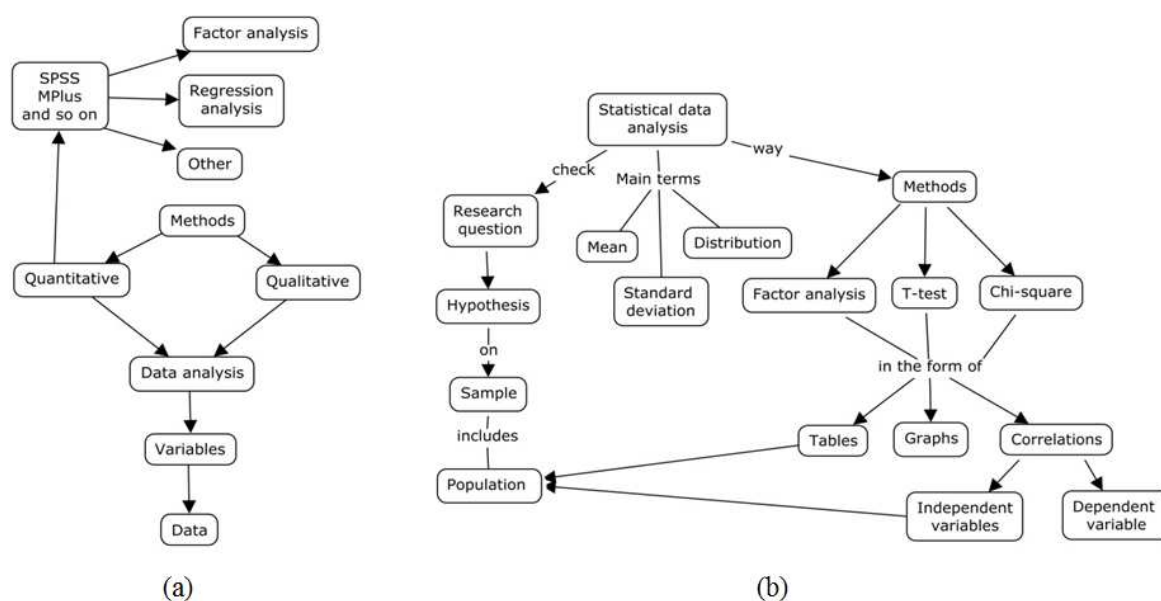 Factor analysis
SPSS
MPlus
and so on
Regression
analysis
Other
Methods
Quantitative
Qualitative
Data analysis
Variables
Data
(a)
Statistical data
analysis
check
Main terms
way
Research
question
Mean
Distribution
Standard
deviation
Methods
Hypothesis
Factor analysis
T-test
Chi-square
on
in the form of
Sample
includes
Tables
Graphs
Correlations
Population
Independent
variables
Dependent
variable
(b)